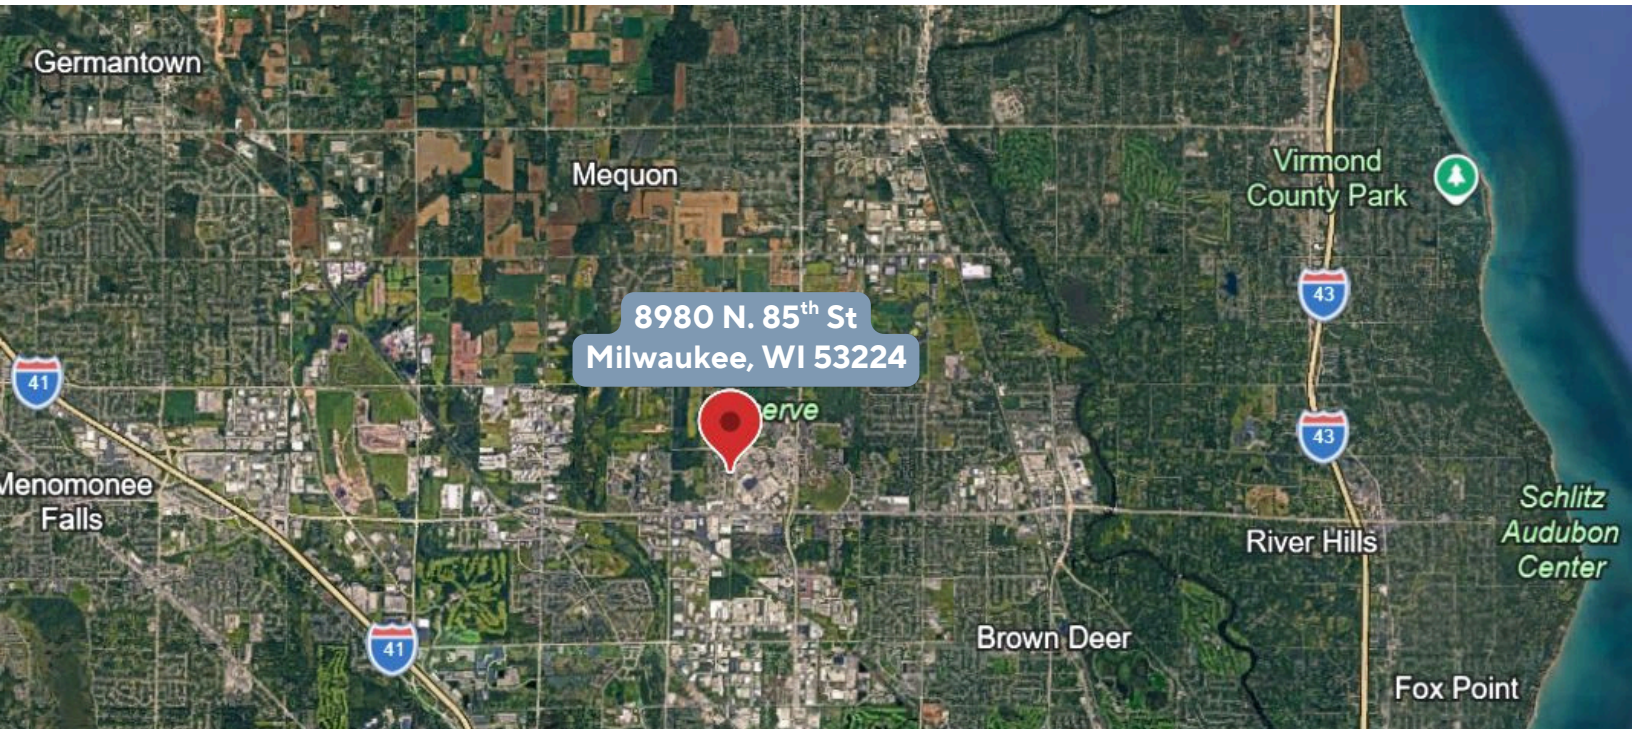 Germantown
Mequon
Virmond
County Park
43
8980 N. 85th St
Milwaukee, WI 53224
41
erve
43
Menomonee
Falls
Schlitz
Audubon
Center
River Hills
41
Brown Deer
Fox Point